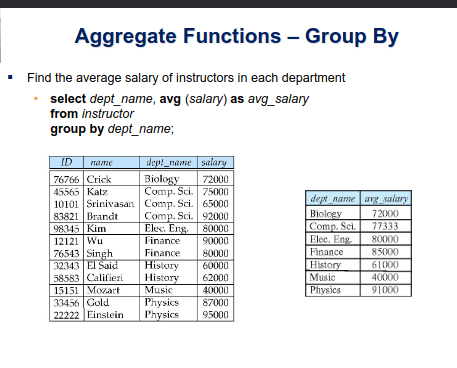 Aggregate Functions – Group By
▪ Find the average salary of instructors in each department
• select dept_name, avg (salary) as avg_salary
from instructor
group by dept_name;
ID name dept_name salary
76766 Crick Biology 72000
45565 Katz Comp. Sci. 75000
10101 Srinivasan Comp. Sci. 65000
83821 Brandt Comp. Sci. 92000
98345 Kim Elec. Eng. 80000
12121 Wu Finance 90000
76543 Singh Finance 80000
32343 El Said History 60000
58583 Califieri History 62000
15151 Mozart Music 40000
33456 Gold Physics 87000
22222 Einstein Physics 95000
dept_name avg_salary
Biology 72000
Comp. Sci. 77333
Elec. Eng. 80000
Finance 85000
History 61000
Music 40000
Physics 91000